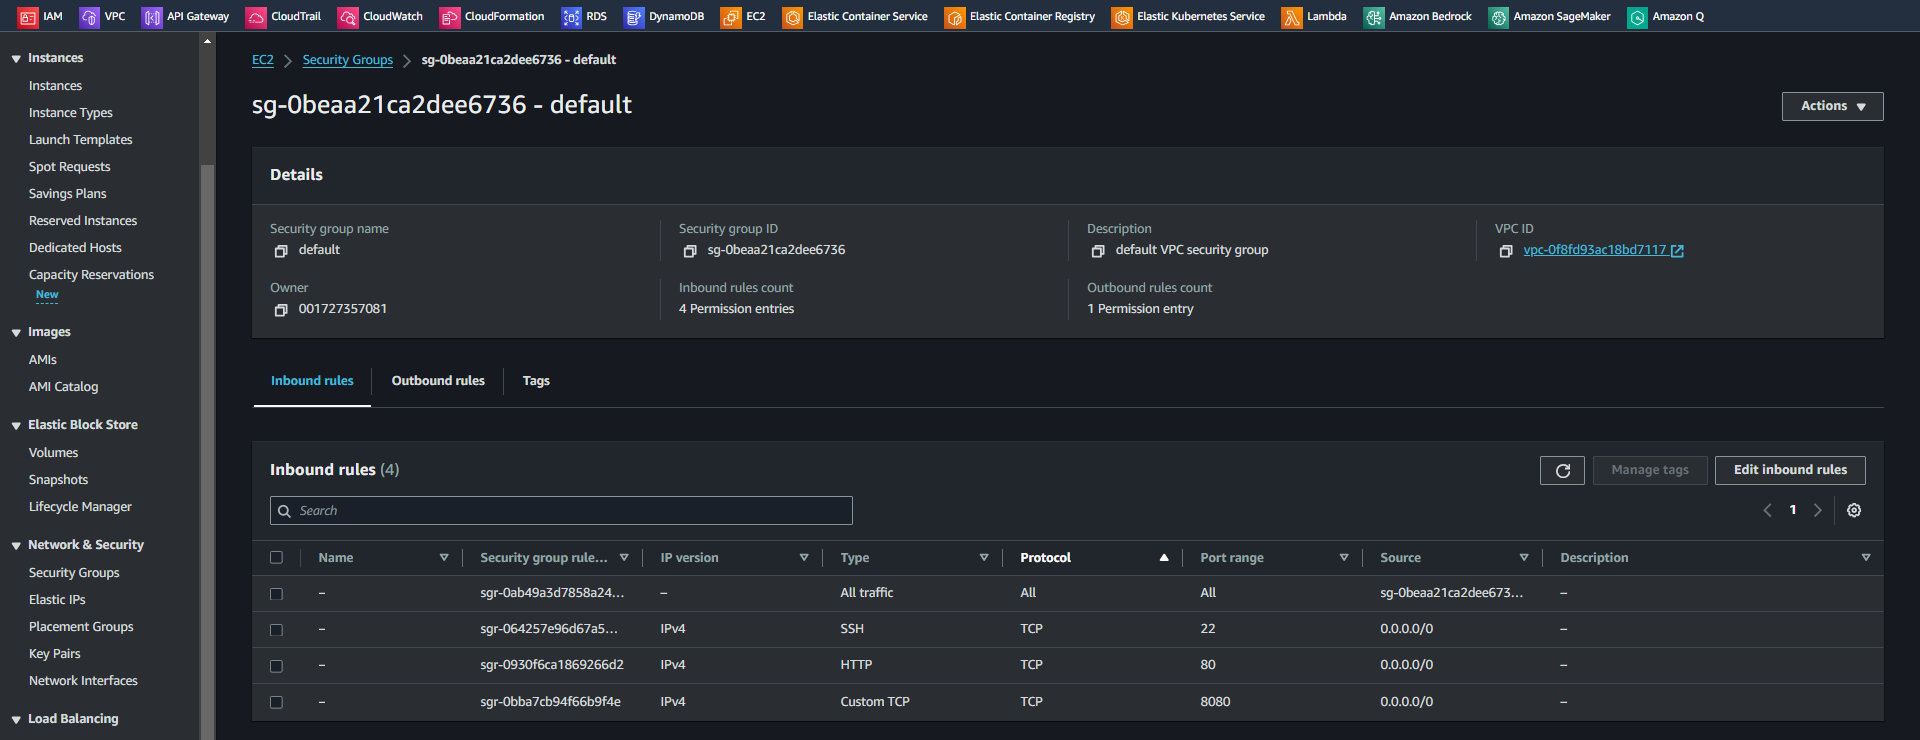 IAM VPC API Gateway CloudTrail CloudWatch CloudFormation RDS DynamoDB EC2 Elastic Container Service Elastic Container Registry Elastic Kubernetes Service Lambda Amazon Bedrock Amazon SageMaker Amazon Q
Instances
Instances
Instance Types
Launch Templates
Spot Requests
Savings Plans
Reserved Instances
Dedicated Hosts
Capacity Reservations
New
Images
AMIs
AMI Catalog
Elastic Block Store
Volumes
Snapshots
Lifecycle Manager
Network & Security
Security Groups
Elastic IPs
Placement Groups
Key Pairs
Network Interfaces
Load Balancing
EC2 Security Groups sg-0beaa21ca2dee6736 - default
sg-0beaa21ca2dee6736 - default
Actions
Details
Security group name Security group ID Description VPC ID
default sg-0beaa21ca2dee6736 default VPC security group vpc-0f8fd93ac18bd7117
Owner Inbound rules count Outbound rules count
001727357081 4 Permission entries 1 Permission entry
Inbound rules Outbound rules Tags
Inbound rules (4) Manage tags Edit inbound rules
Search 1
Name Security group rule... IP version Type Protocol Port range Source Description
– sgr-0ab49a3d7858a24... – All traffic All All sg-0beaa21ca2dee673... –
– sgr-064257e96d67a5... IPv4 SSH TCP 22 0.0.0.0/0 –
– sgr-0930f6ca1869266d2 IPv4 HTTP TCP 80 0.0.0.0/0 –
– sgr-0bba7cb94f66b9f4e IPv4 Custom TCP TCP 8080 0.0.0.0/0 –